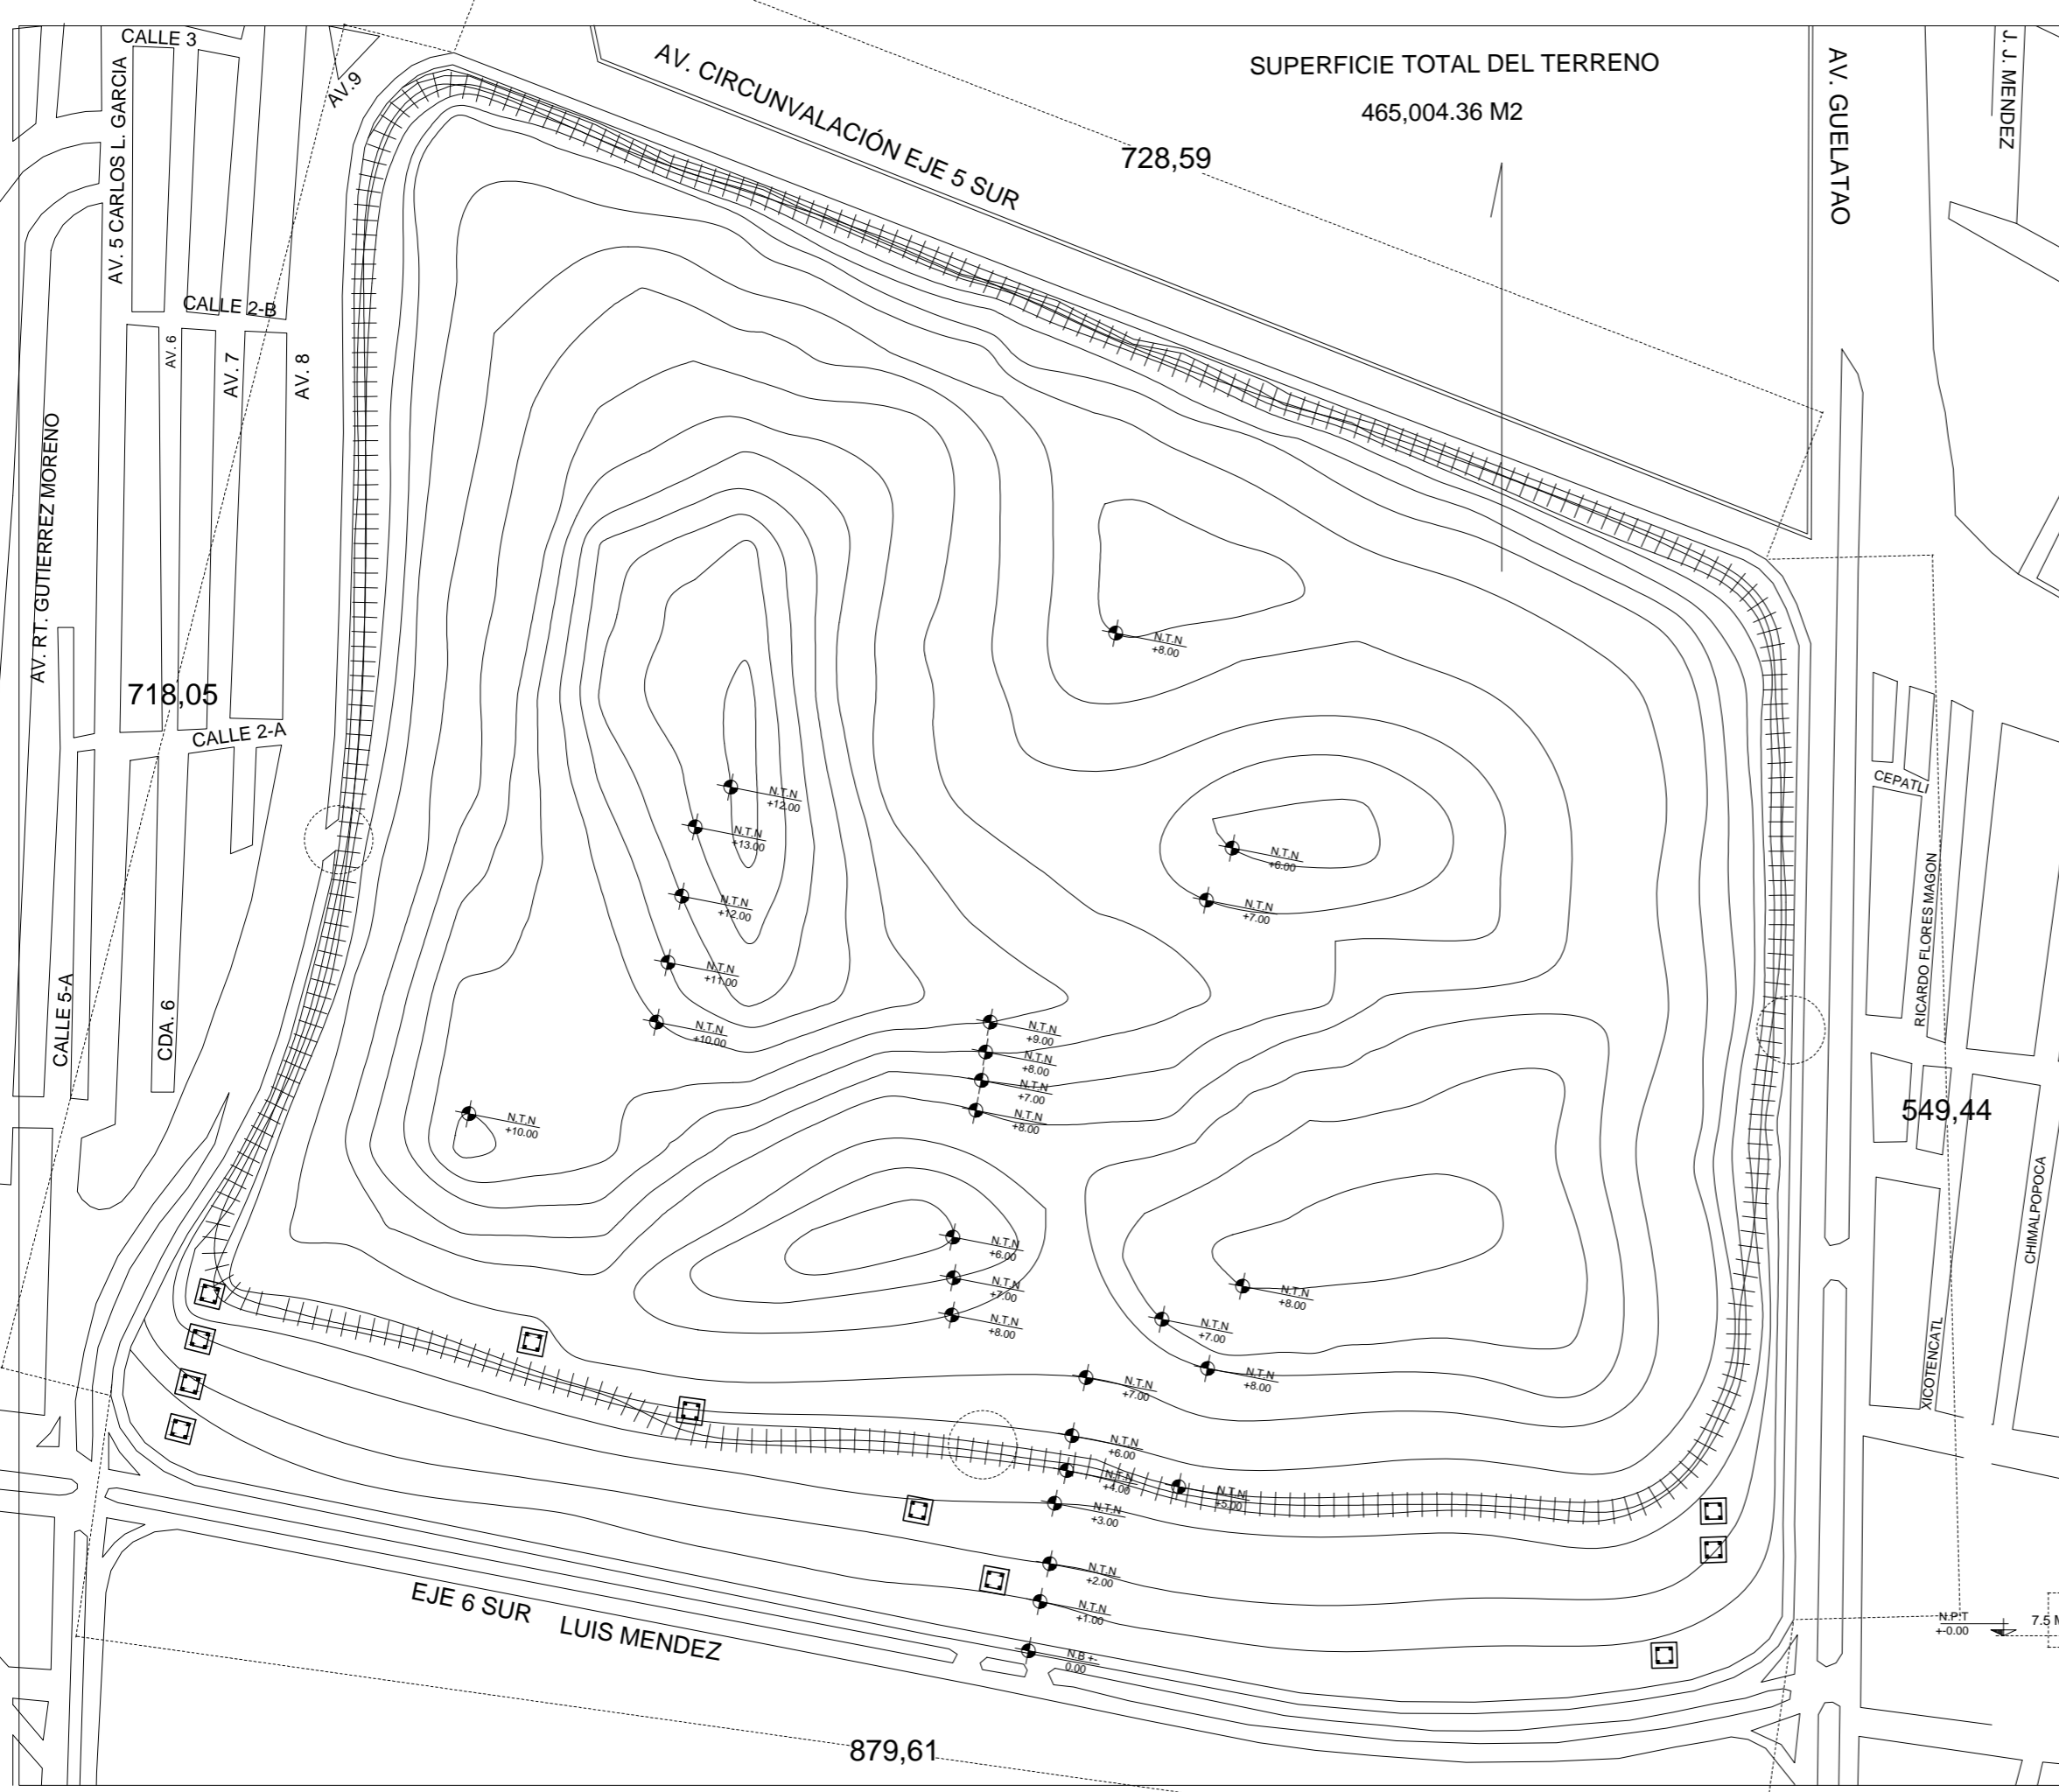 CALLE 3
AV.9
AV. 5 CARLOS L. GARCIA
AV. CIRCUNVALACIÓN EJE 5 SUR
SUPERFICIE TOTAL DEL TERRENO
465,004.36 M2
728,59
AV. GUELATAO
J. J. MENDEZ
CALLE 2-B
AV. 6
AV. 7
AV. 8
AV. RT. GUTIERREZ MORENO
718,05
CALLE 2-A
CALLE 5-A
CDA. 6
N.T.N
+8.00
N.T.N
+12.00
N.T.N
+13.00
N.T.N
+12.00
N.T.N
+11.00
N.T.N
+10.00
N.T.N
+10.00
N.T.N
+6.00
N.T.N
+7.00
N.T.N
+9.00
N.T.N
+8.00
N.T.N
+7.00
N.T.N
+8.00
N.T.N
+6.00
N.T.N
+7.00
N.T.N
+8.00
N.T.N
+8.00
N.T.N
+7.00
N.T.N
+8.00
N.T.N
+7.00
N.T.N
+6.00
N.T.N
+4.00
N.T.N
+5.00
N.T.N
+3.00
N.T.N
+2.00
N.T.N
+1.00
N.B +-
0.00
CEPATLI
RICARDO FLORES MAGON
549,44
CHIMALPOPOCA
XICOTENCATL
N.P.T
+-0.00
7.5 M
EJE 6 SUR LUIS MENDEZ
879,61